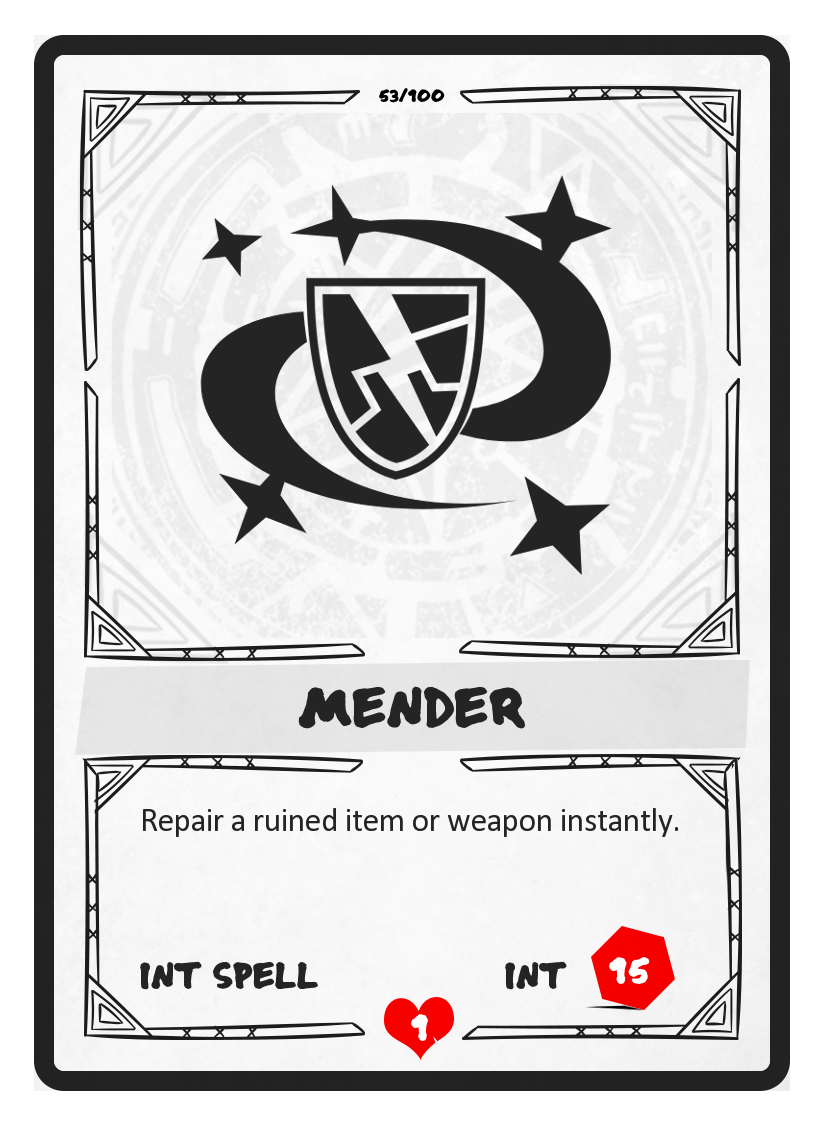 53/100
MENDER
Repair a ruined item or weapon instantly.
INT SPELL
INT 15
1